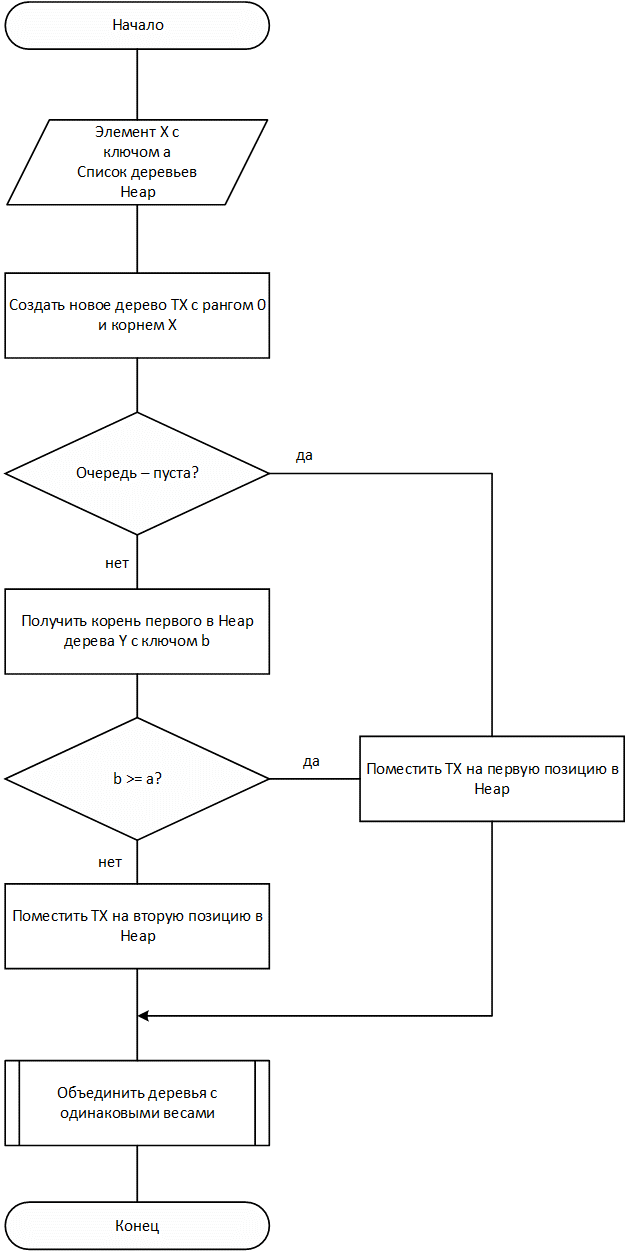 Начало
Элемент X с
ключом a
Список деревьев
Heap
Создать новое дерево TX с рангом 0
и корнем X
Очередь – пуста?
да
нет
Получить корень первого в Heap
дерева Y с ключом b
b >= a?
да
Поместить TX на первую позицию в
Heap
нет
Поместить TX на вторую позицию в
Heap
Объединить деревья с
одинаковыми весами
Конец